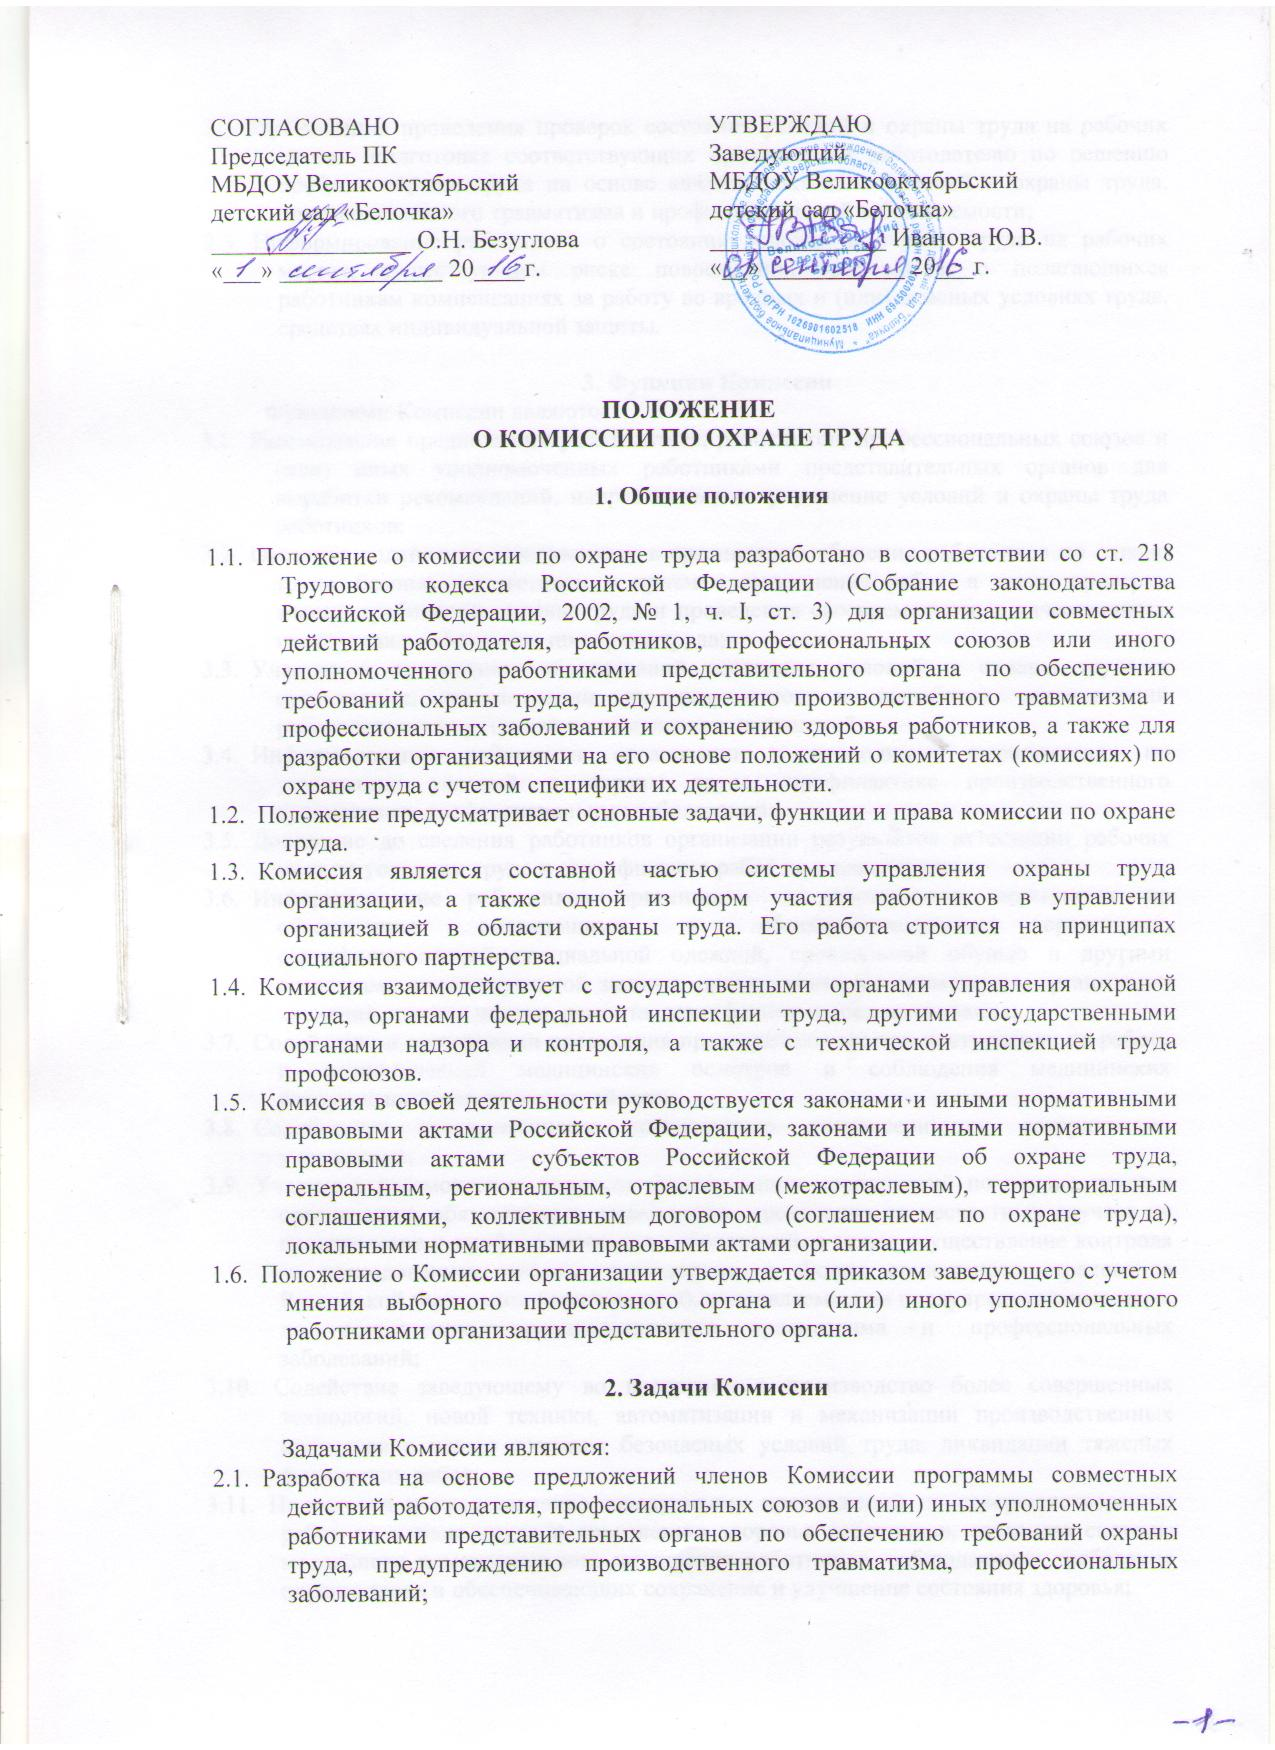 СОГЛАСОВАНО
Председатель ПК
МБДОУ Великооктябрьский
детский сад «Белочка»
О.Н. Безуглова
« 1 » сентября 20 16 г.
УТВЕРЖДАЮ
Заведующий
МБДОУ Великооктябрьский
детский сад «Белочка»
Иванова Ю.В.
« 1 » сентября 2016 г.
ОГРН 1026901602518 ИНН
ПОЛОЖЕНИЕ
О КОМИССИИ ПО ОХРАНЕ ТРУДА
1. Общие положения
1.1. Положение о комиссии по охране труда разработано в соответствии со ст. 218
Трудового кодекса Российской Федерации (Собрание законодательства
Российской Федерации, 2002, № 1, ч. I, ст. 3) для организации совместных
действий работодателя, работников, профессиональных союзов или иного
уполномоченного работниками представительного органа по обеспечению
требований охраны труда, предупреждению производственного травматизма и
профессиональных заболеваний и сохранению здоровья работников, а также для
разработки организациями на его основе положений о комитетах (комиссиях) по
охране труда с учетом специфики их деятельности.
1.2. Положение предусматривает основные задачи, функции и права комиссии по охране
труда.
1.3. Комиссия является составной частью системы управления охраны труда
организации, а также одной из форм участия работников в управлении
организацией в области охраны труда. Его работа строится на принципах
социального партнерства.
1.4. Комиссия взаимодействует с государственными органами управления охраной
труда, органами федеральной инспекции труда, другими государственными
органами надзора и контроля, а также с технической инспекцией труда
профсоюзов.
1.5. Комиссия в своей деятельности руководствуется законами и иными нормативными
правовыми актами Российской Федерации, законами и иными нормативными
правовыми актами субъектов Российской Федерации об охране труда,
генеральным, региональным, отраслевым (межотраслевым), территориальным
соглашениями, коллективным договором (соглашением по охране труда),
локальными нормативными правовыми актами организации.
1.6. Положение о Комиссии организации утверждается приказом заведующего с учетом
мнения выборного профсоюзного органа и (или) иного уполномоченного
работниками организации представительного органа.
2. Задачи Комиссии
Задачами Комиссии являются:
2.1. Разработка на основе предложений членов Комиссии программы совместных
действий работодателя, профессиональных союзов и (или) иных уполномоченных
работниками представительных органов по обеспечению требований охраны
труда, предупреждению производственного травматизма, профессиональных
заболеваний;
-1-